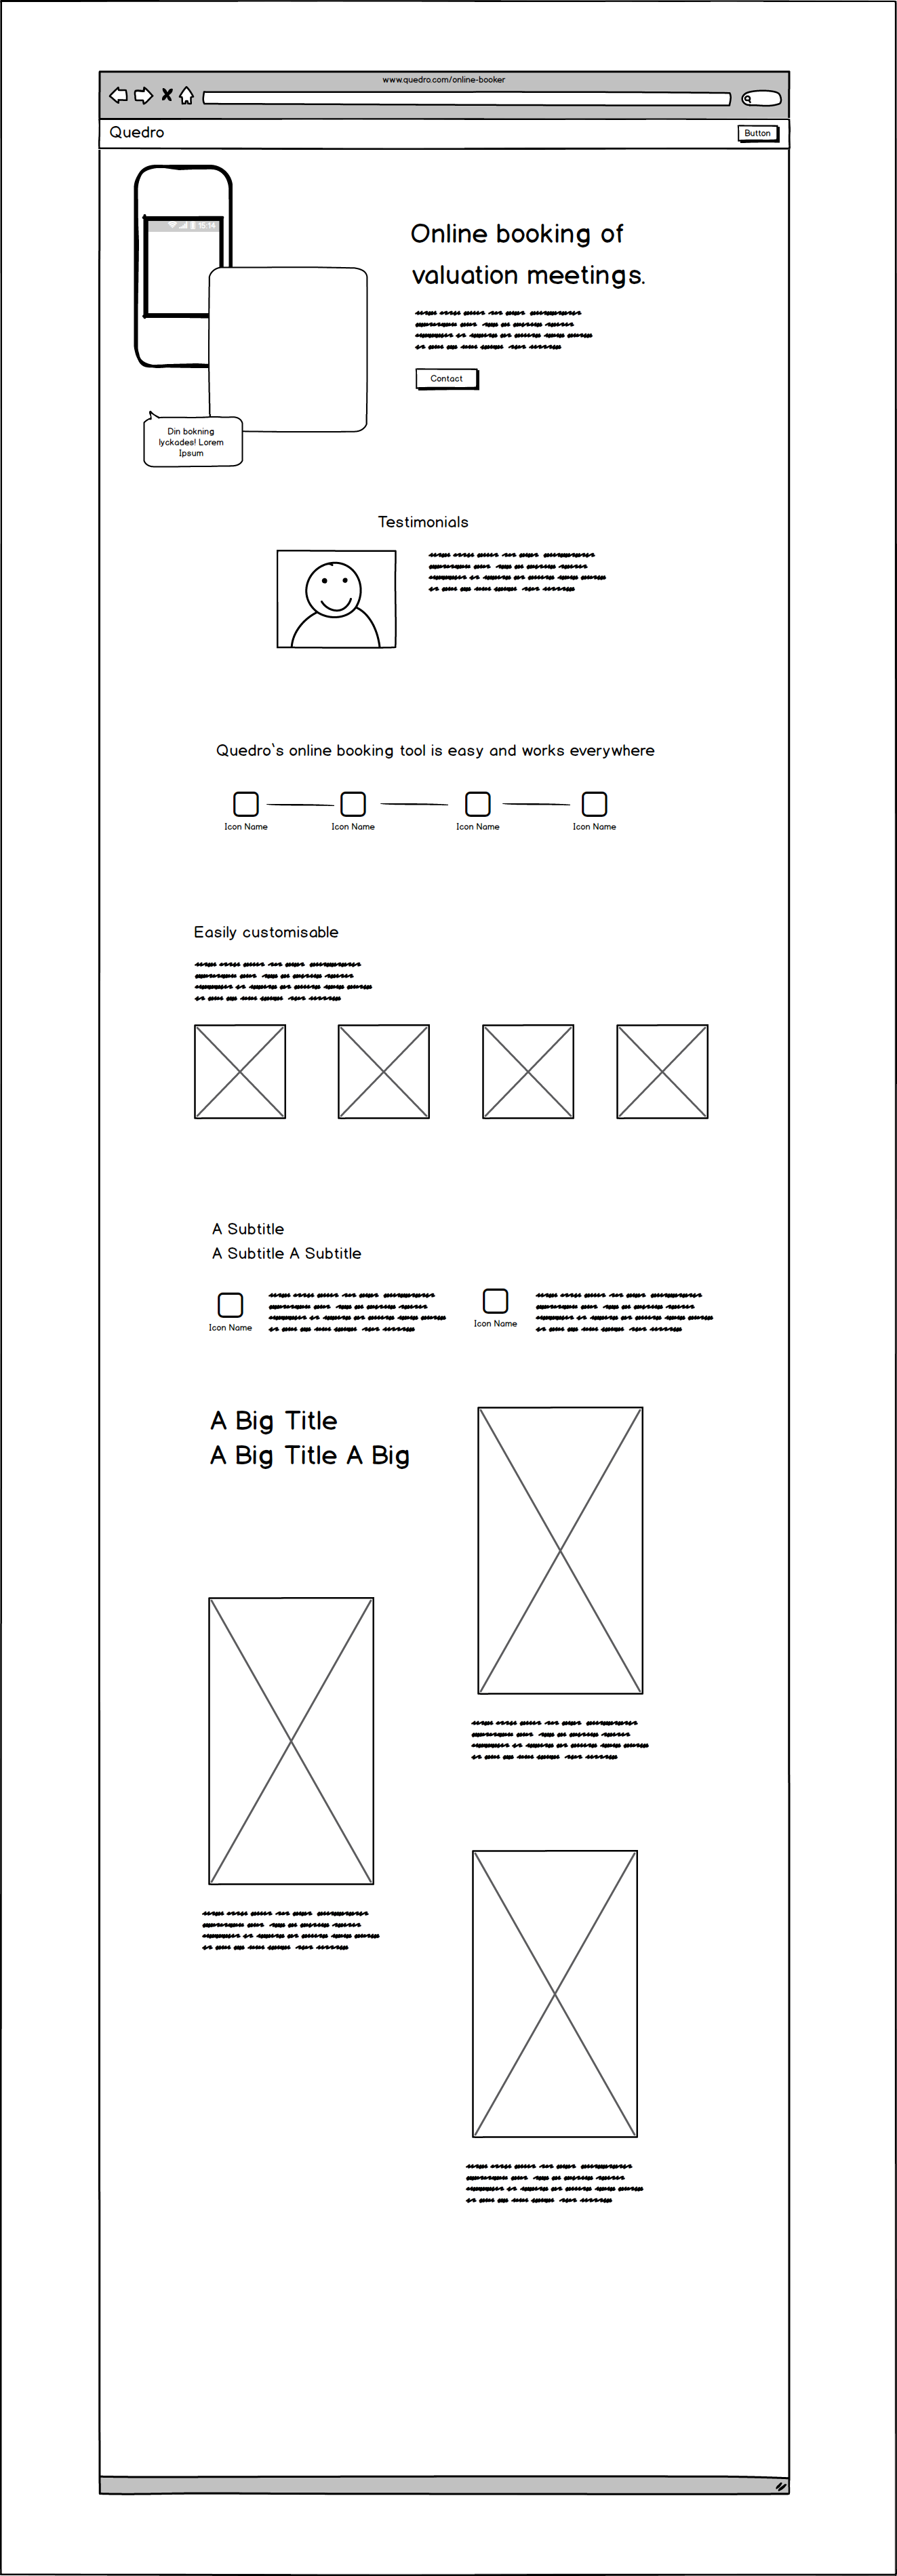 www.quedro.com/online-booker
Quedro
Button
16:14
Online booking of
valuation meetings.
Contact
Din bokning
lyckades! Lorem
Ipsum
Testimonials
Quedro`s online booking tool is easy and works everywhere
Icon Name
Icon Name
Icon Name
Icon Name
Easily customisable
A Subtitle
A Subtitle A Subtitle
Icon Name
Icon Name
A Big Title
A Big Title A Big